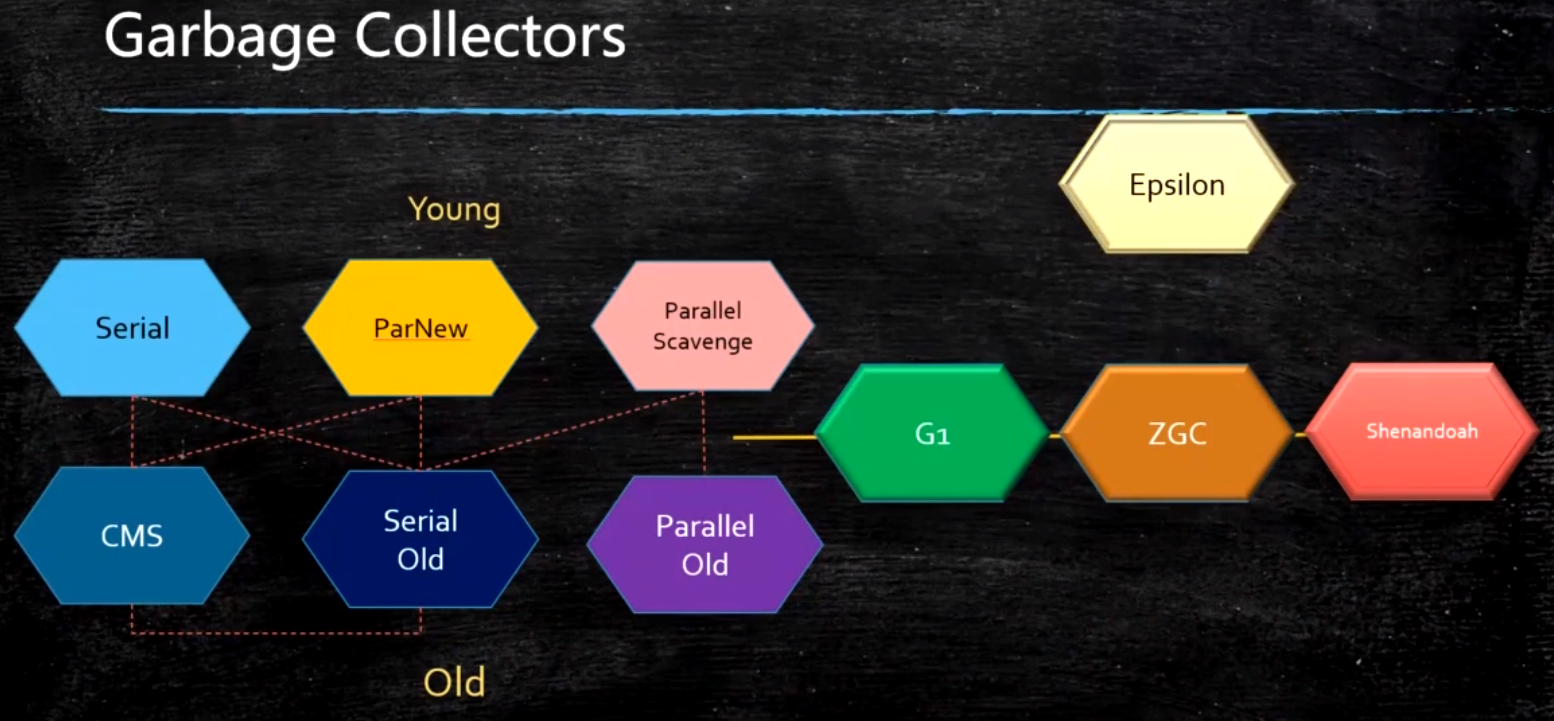 Garbage Collectors
Epsilon
Young
Serial
ParNew
Parallel
Scavenge
G1
ZGC
Shenandoah
CMS
Serial
Old
Parallel
Old
Old